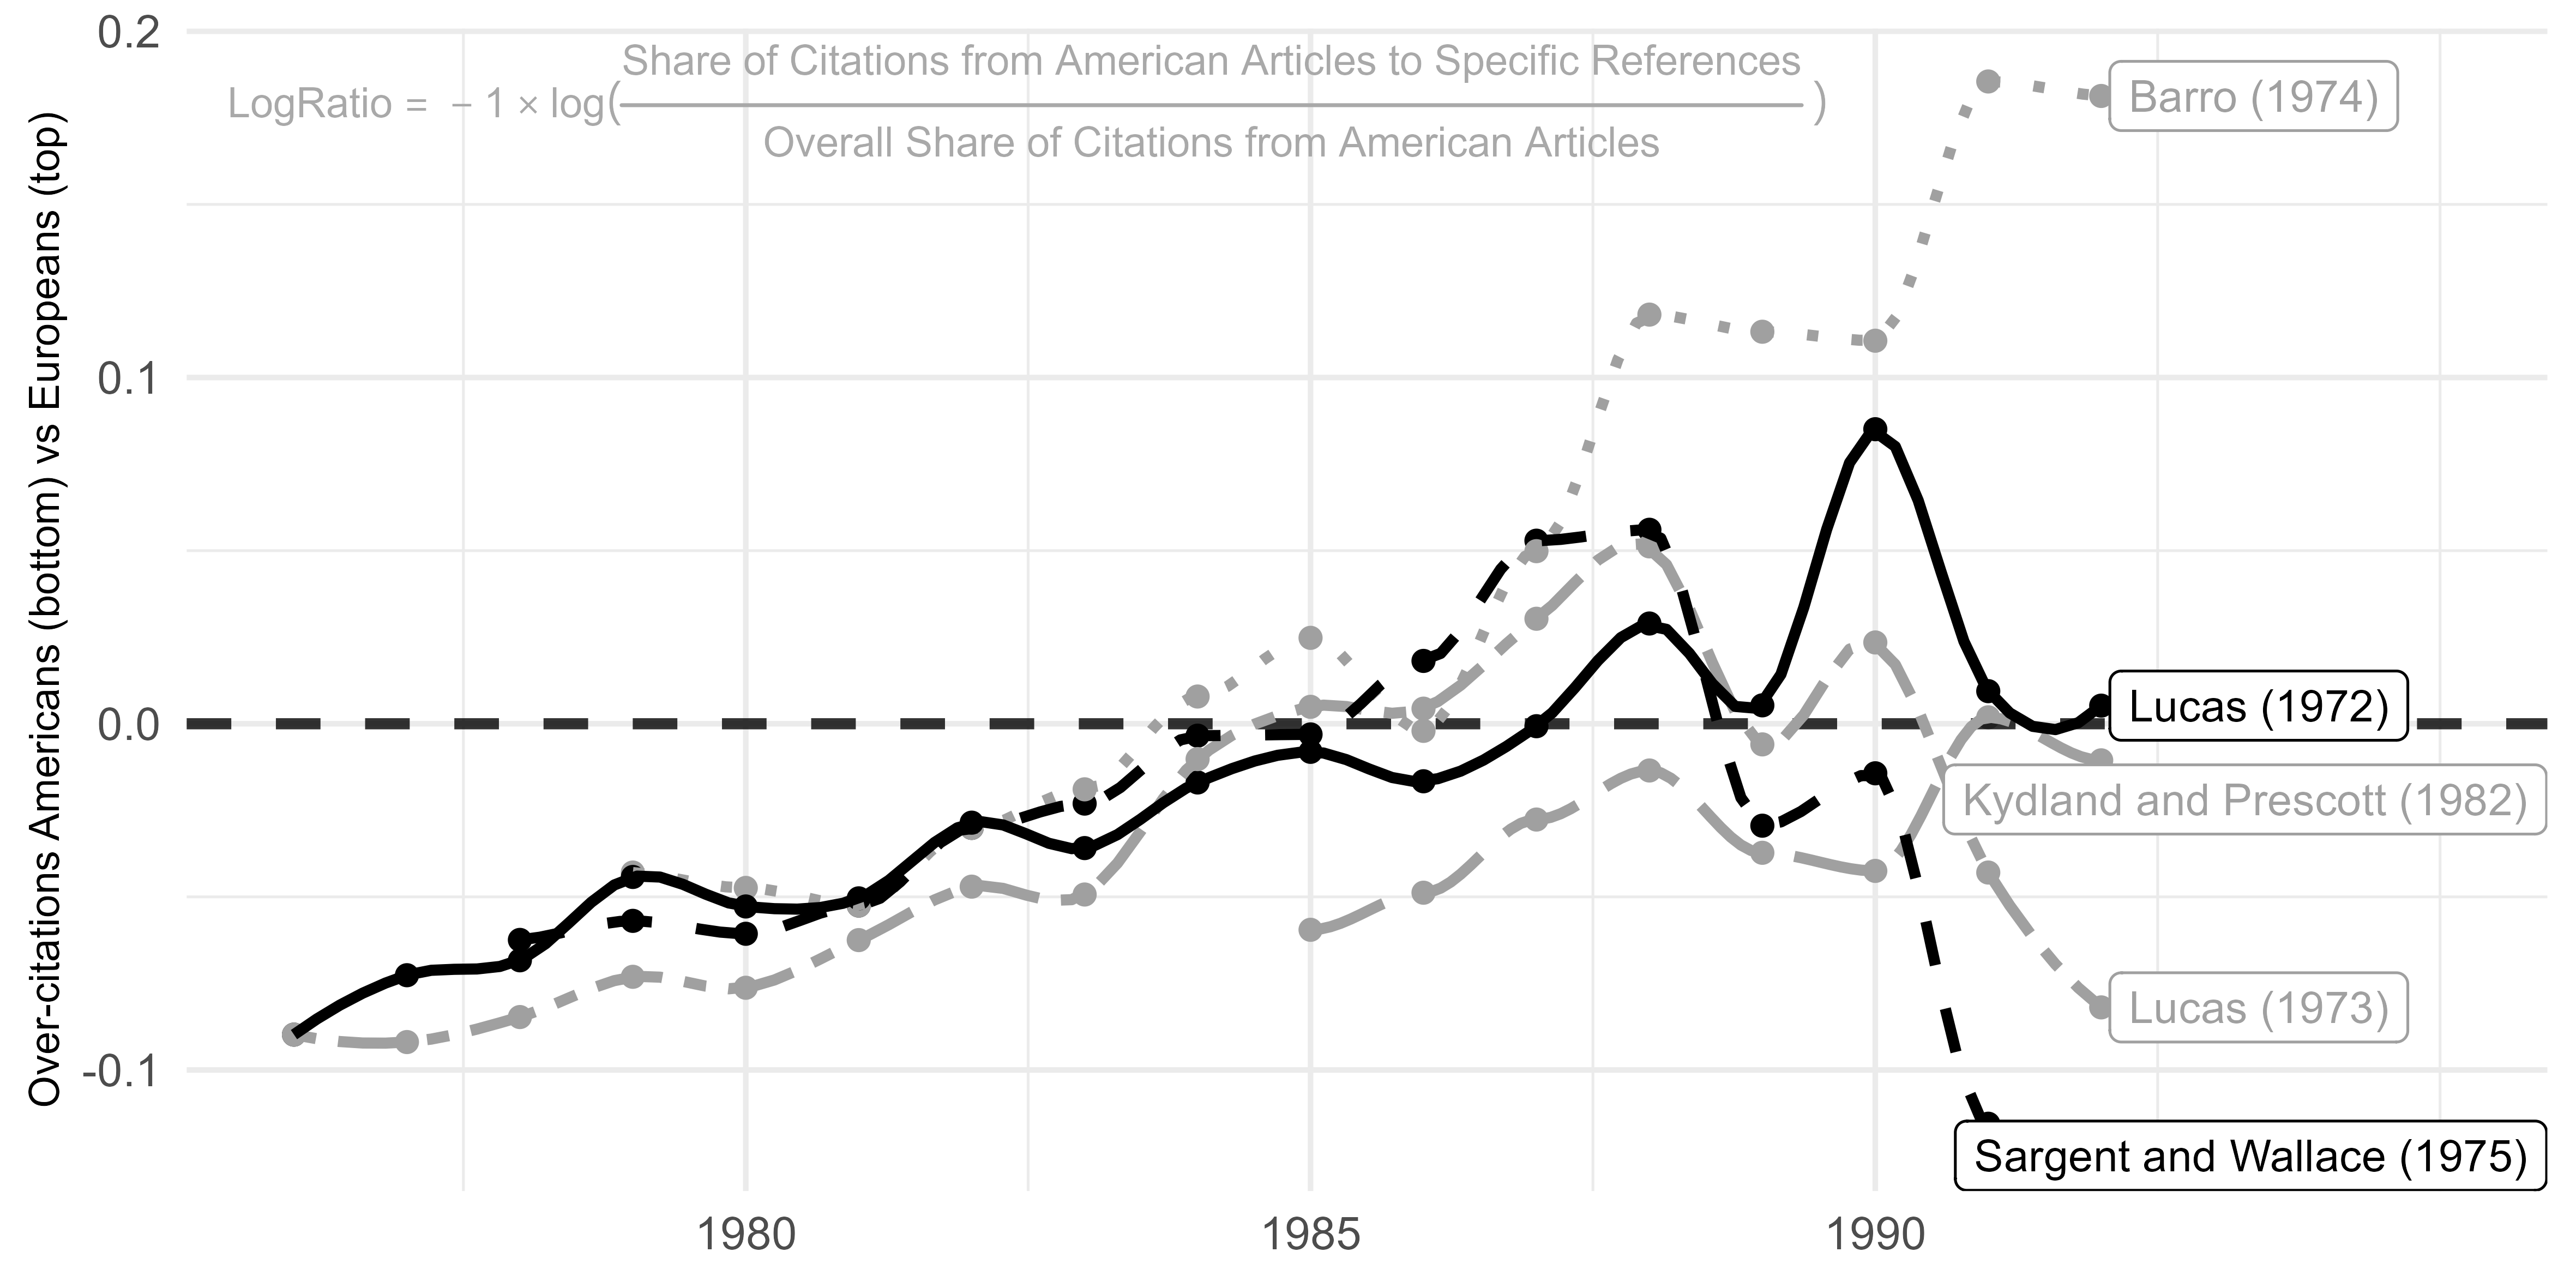 0.2
Share of Citations from American Articles to Specific References
LogRatio = − 1 × log( )
Overall Share of Citations from American Articles
Barro (1974)
Over-citations Americans (bottom) vs Europeans (top)
0.1
Lucas (1972)
0.0
Kydland and Prescott (1982)
Lucas (1973)
-0.1
Sargent and Wallace (1975)
1980 1985 1990